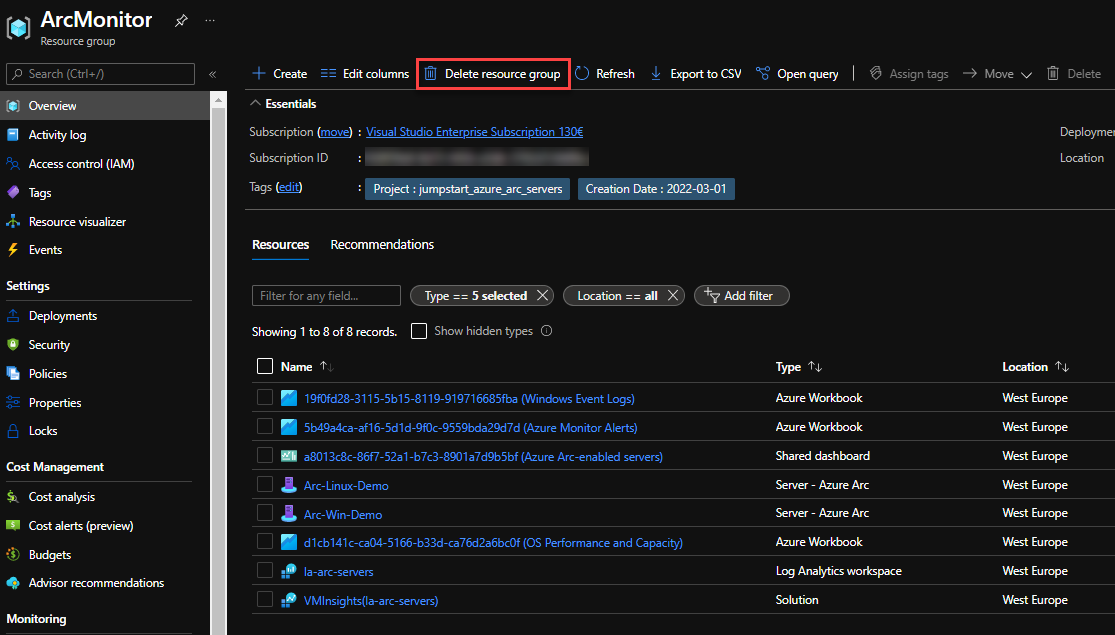 ArcMonitor
Resource group
Search (Ctrl+/)
Overview
Activity log
Access control (IAM)
Tags
Resource visualizer
Events
Settings
Deployments
Security
Policies
Properties
Locks
Cost Management
Cost analysis
Cost alerts (preview)
Budgets
Advisor recommendations
Monitoring
Create Edit columns Delete resource group Refresh Export to CSV Open query Assign tags Move Delete
Essentials
Subscription (move) : Visual Studio Enterprise Subscription 130€ Deploymen
Subscription ID : Location
Tags (edit) : Project : jumpstart_azure_arc_servers Creation Date : 2022-03-01
Resources Recommendations
Filter for any field... Type == 5 selected Location == all Add filter
Showing 1 to 8 of 8 records. Show hidden types
Name Type Location
19f0fd28-3115-5b15-8119-919716685fba (Windows Event Logs) Azure Workbook West Europe
5b49a4ca-af16-5d1d-9f0c-9559bda29d7d (Azure Monitor Alerts) Azure Workbook West Europe
a8013c8c-86f7-52a1-b7c3-8901a7d9b5bf (Azure Arc-enabled servers) Shared dashboard West Europe
Arc-Linux-Demo Server - Azure Arc West Europe
Arc-Win-Demo Server - Azure Arc West Europe
d1cb141c-ca04-5166-b33d-ca76d2a6bc0f (OS Performance and Capacity) Azure Workbook West Europe
la-arc-servers Log Analytics workspace West Europe
VMInsights(la-arc-servers) Solution West Europe